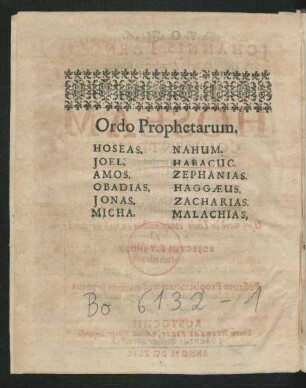 Ordo Prophetarum.
HOSEAS. NAHUM.
JOEL. HABACUC.
AMOS. ZEPHANIAS.
OBADIAS. HAGGÆUS.
JONAS. ZACHARIAS.
MICHA. MALACHIAS.
Bo 6132-1